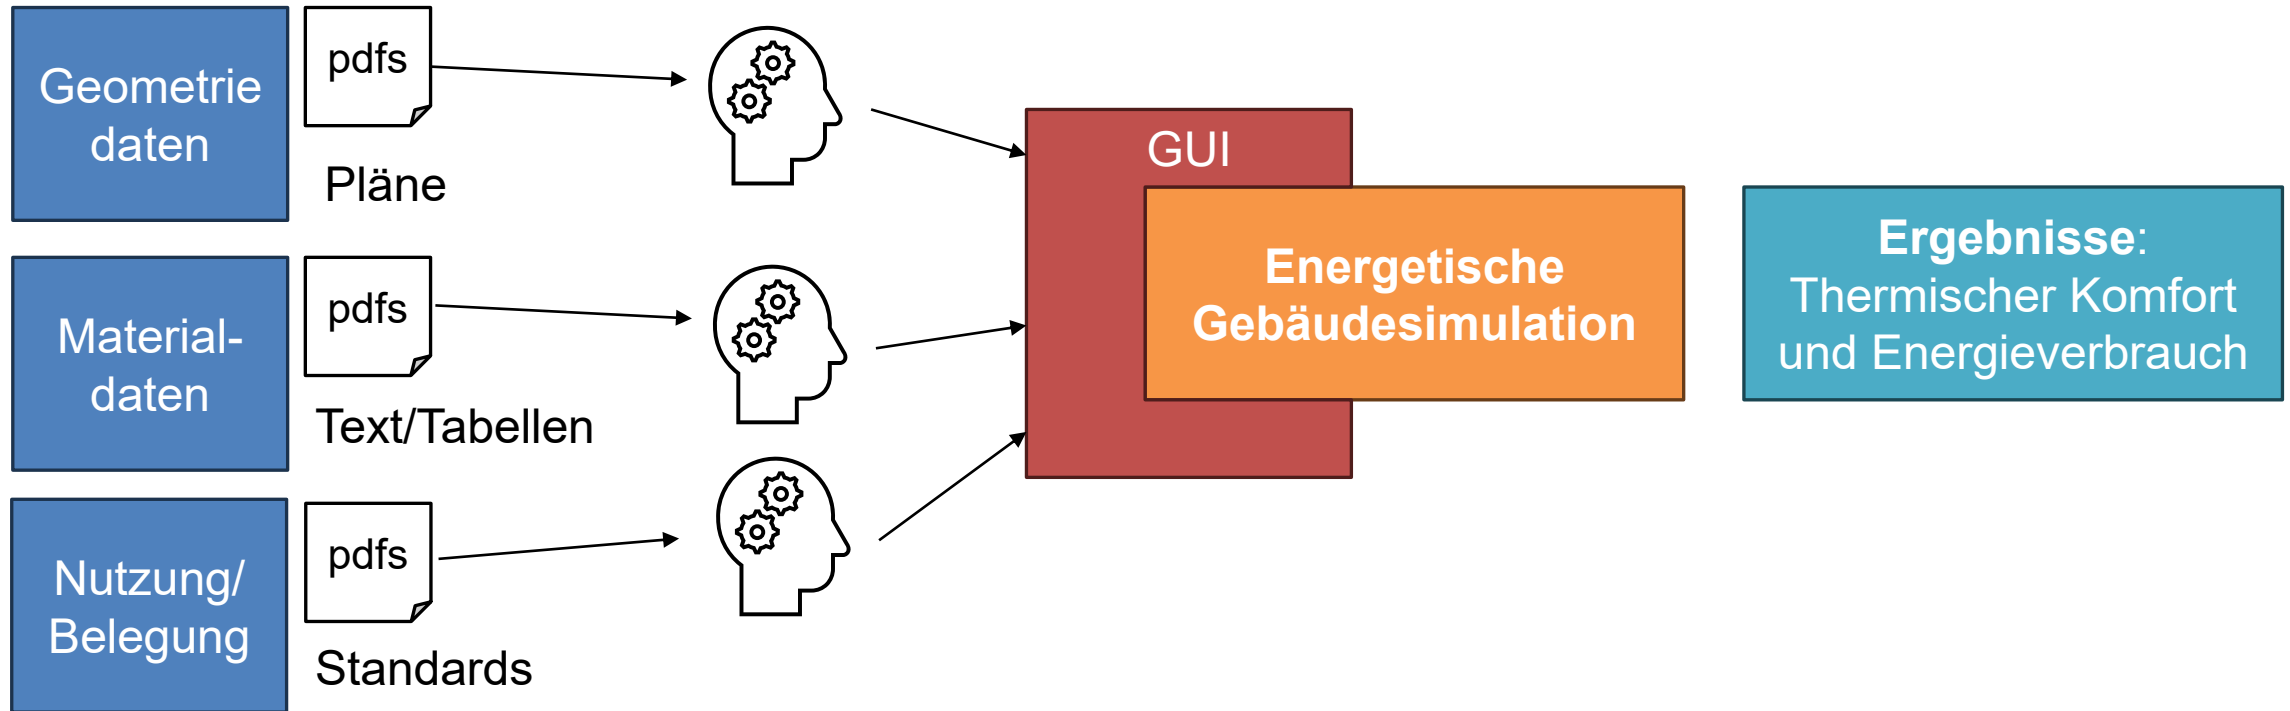 Geometrie
daten
pdfs
Pläne
Material-
daten
pdfs
Text/Tabellen
Nutzung/
Belegung
pdfs
Standards
GUI
Energetische
Gebäudesimulation
Ergebnisse:
Thermischer Komfort
und Energieverbrauch